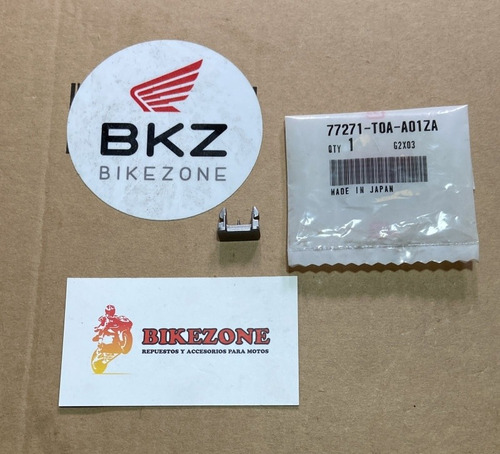 BKZ
BIKEZONE
77271-T0A-A01ZA
QTY 1 G2X03
MADE IN JAPAN
BIKEZONE
REPUESTOS Y ACCESORIOS PARA MOTOS